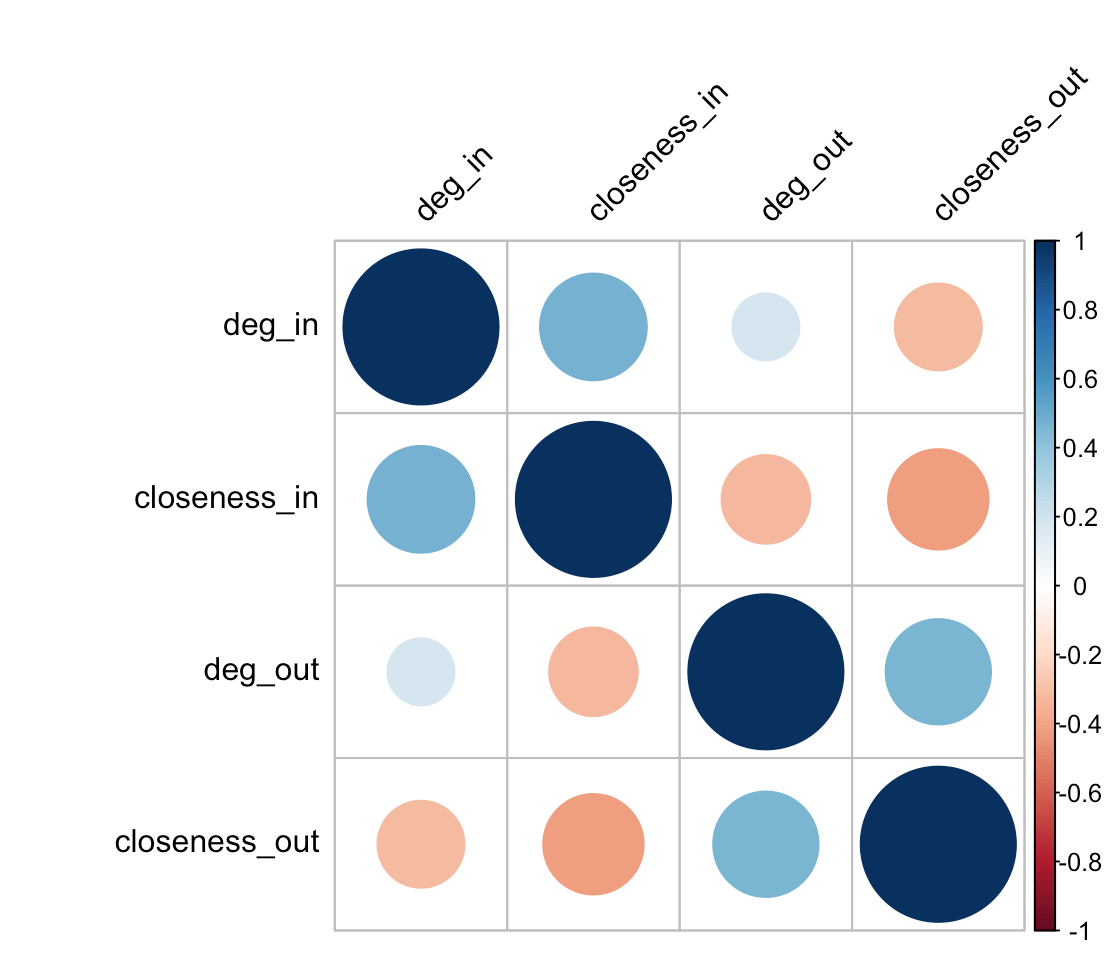 deg_in
closeness_in
deg_out
closeness_out
deg_in
closeness_in
deg_out
closeness_out
1
0.8
0.6
0.4
0.2
0
-0.2
-0.4
-0.6
-0.8
-1